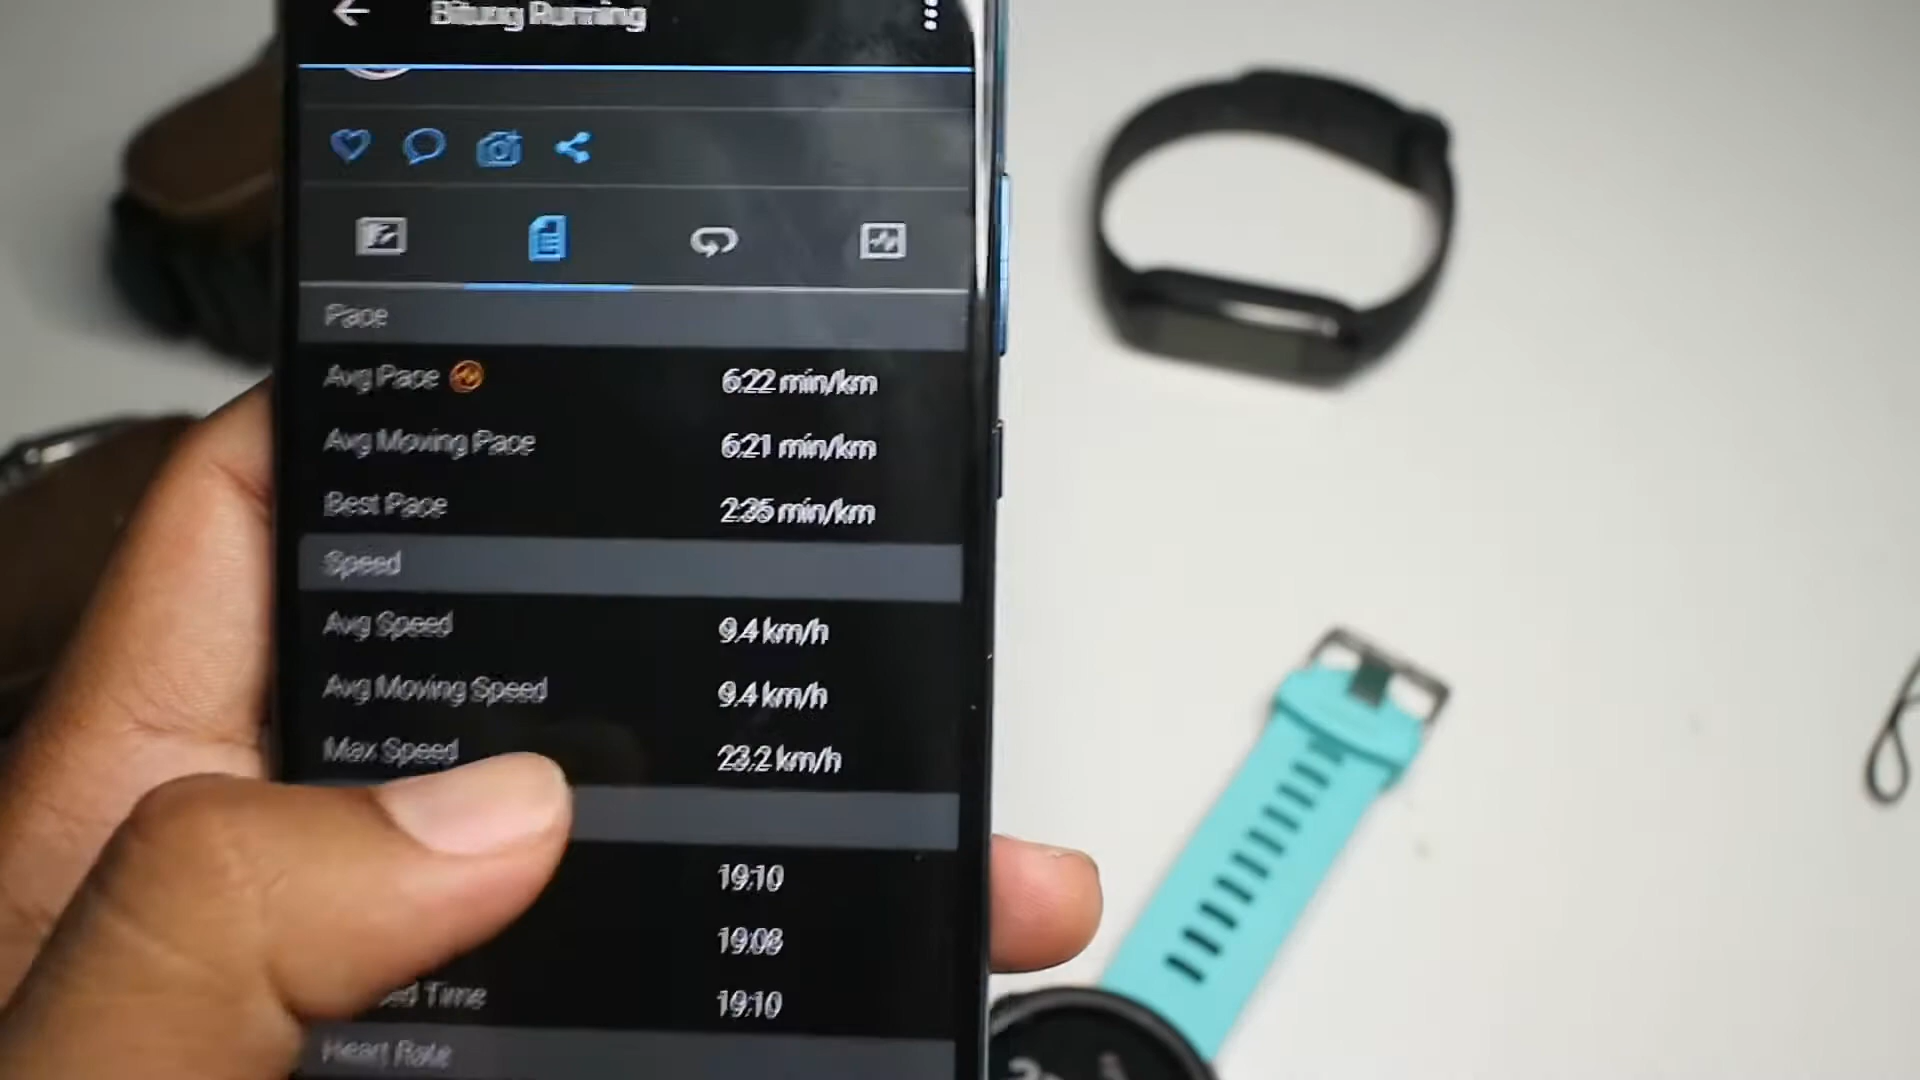 Bitung Running
Pace
Avg Pace 6:22 min/km
Avg Moving Pace 6:21 min/km
Best Pace 2:35 min/km
Speed
Avg Speed 9.4 km/h
Avg Moving Speed 9.4 km/h
Max Speed 23.2 km/h
19:10
19:08
Time 19:10
Heart Rate